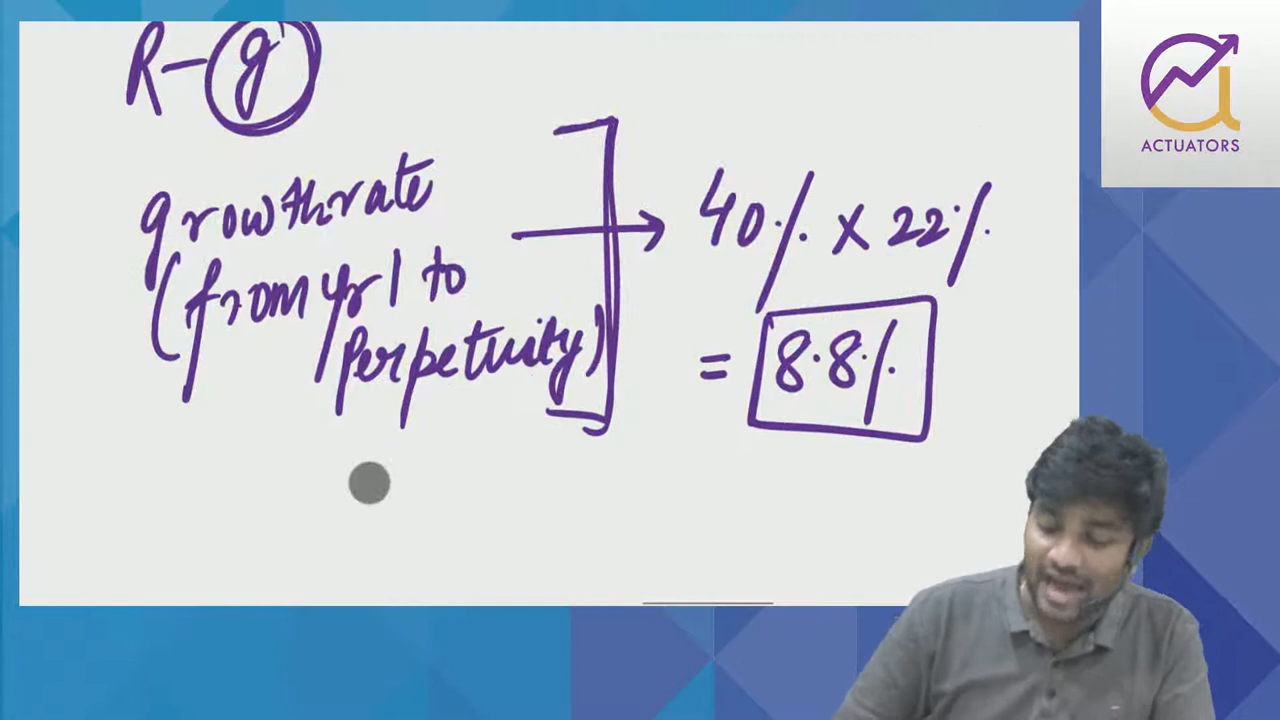 R-g
growth rate
(from yr 1 to
perpetuity)
40% x 22%
= 8.8%
ACTUATORS